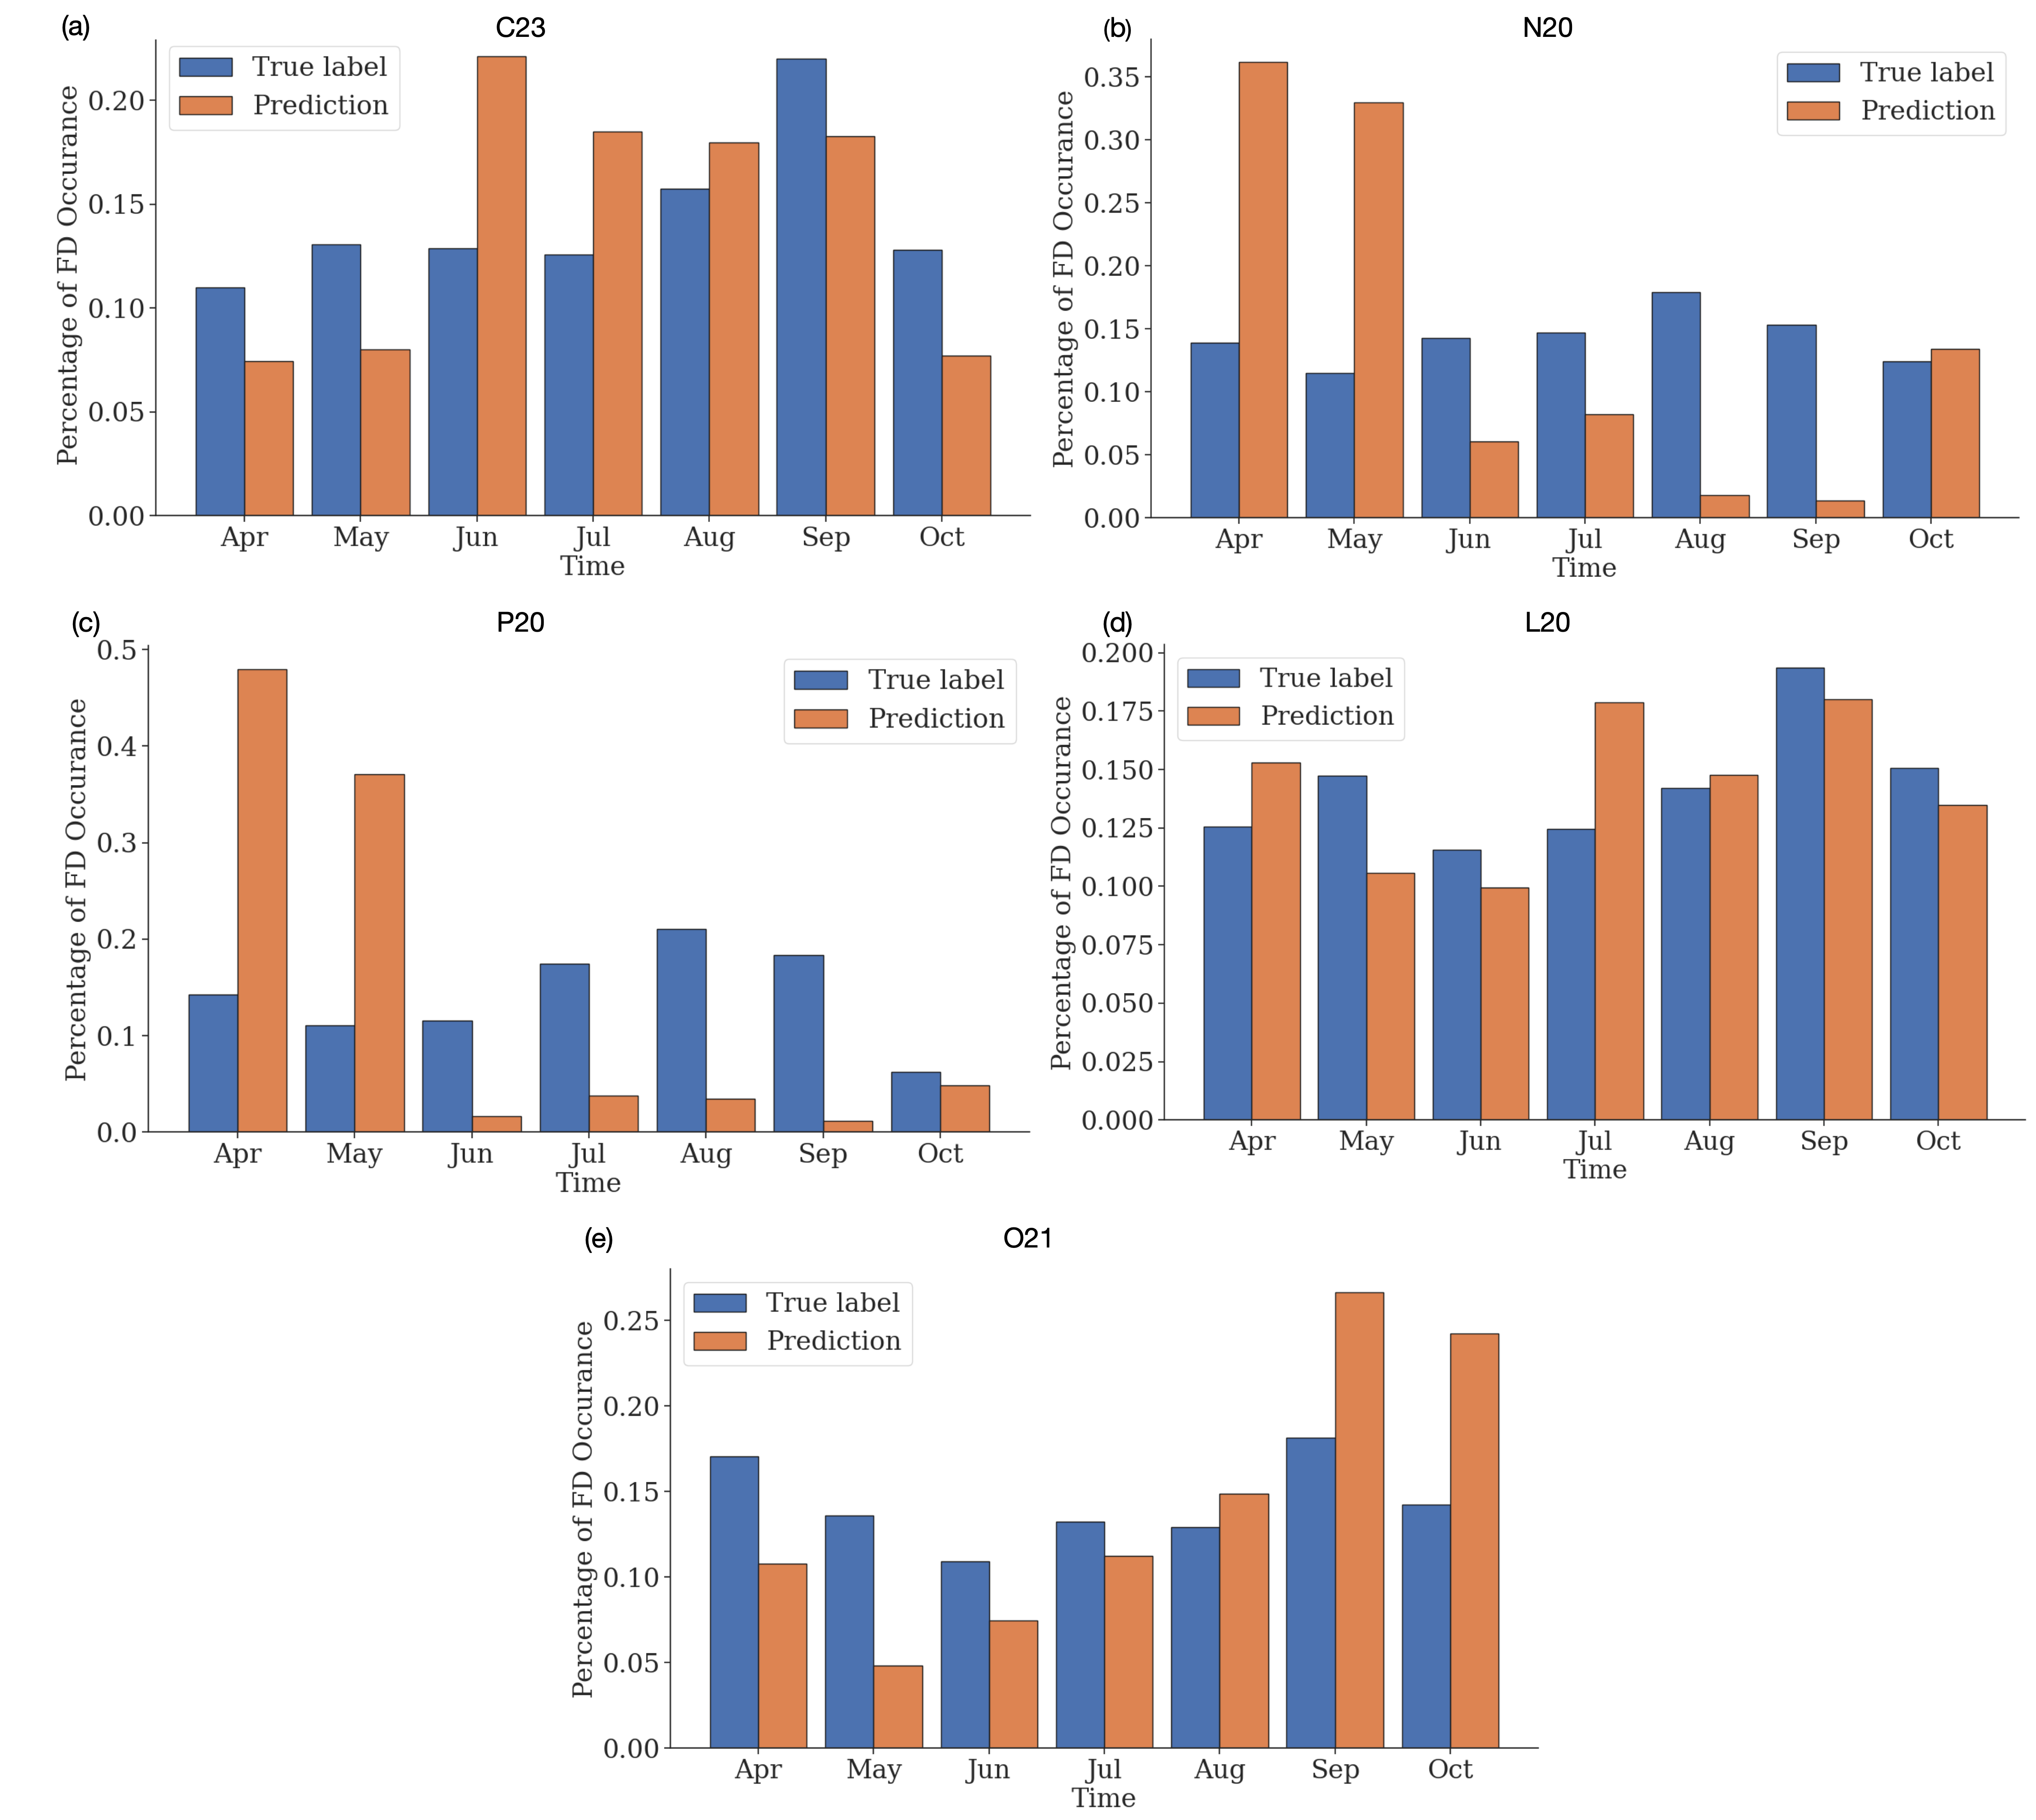 (a)
C23
True label
Prediction
Percentage of FD Occurance
0.20
0.15
0.10
0.05
0.00
Apr May Jun Jul Aug Sep Oct
Time
(b)
N20
True label
Prediction
Percentage of FD Occurance
0.35
0.30
0.25
0.20
0.15
0.10
0.05
0.00
Apr May Jun Jul Aug Sep Oct
Time
(c)
P20
True label
Prediction
Percentage of FD Occurance
0.5
0.4
0.3
0.2
0.1
0.0
Apr May Jun Jul Aug Sep Oct
Time
(d)
L20
True label
Prediction
Percentage of FD Occurance
0.200
0.175
0.150
0.125
0.100
0.075
0.050
0.025
0.000
Apr May Jun Jul Aug Sep Oct
Time
(e)
O21
True label
Prediction
Percentage of FD Occurance
0.25
0.20
0.15
0.10
0.05
0.00
Apr May Jun Jul Aug Sep Oct
Time